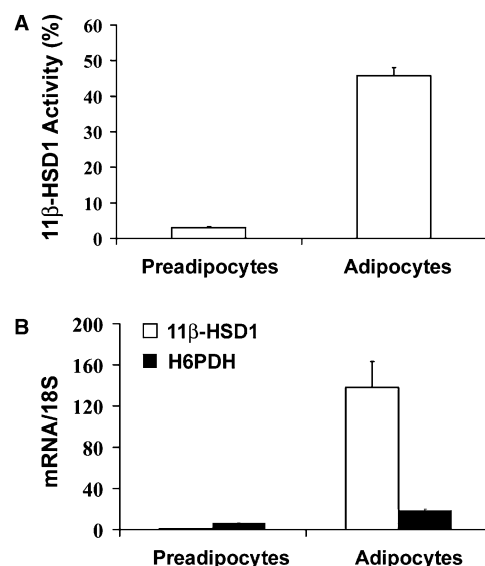 A
11β-HSD1 Activity (%)
60
50
40
30
20
10
0
Preadipocytes
Adipocytes
B
mRNA/18S
200
160
120
80
40
0
11β-HSD1
H6PDH
Preadipocytes
Adipocytes